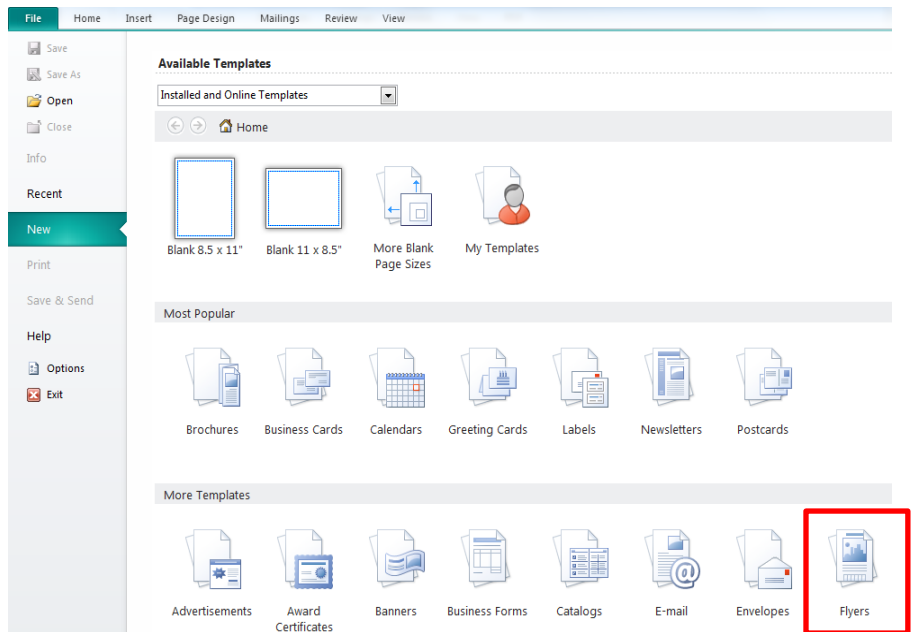 File Home Insert Page Design Mailings Review View
Save
Save As
Open
Close
Info
Recent
New
Print
Save & Send
Help
Options
Exit
Available Templates
Installed and Online Templates
Home
Blank 8.5 x 11" Blank 11 x 8.5" More Blank My Templates
Page Sizes
Most Popular
Brochures Business Cards Calendars Greeting Cards Labels Newsletters Postcards
More Templates
Advertisements Award Banners Business Forms Catalogs E-mail Envelopes Flyers
Certificates